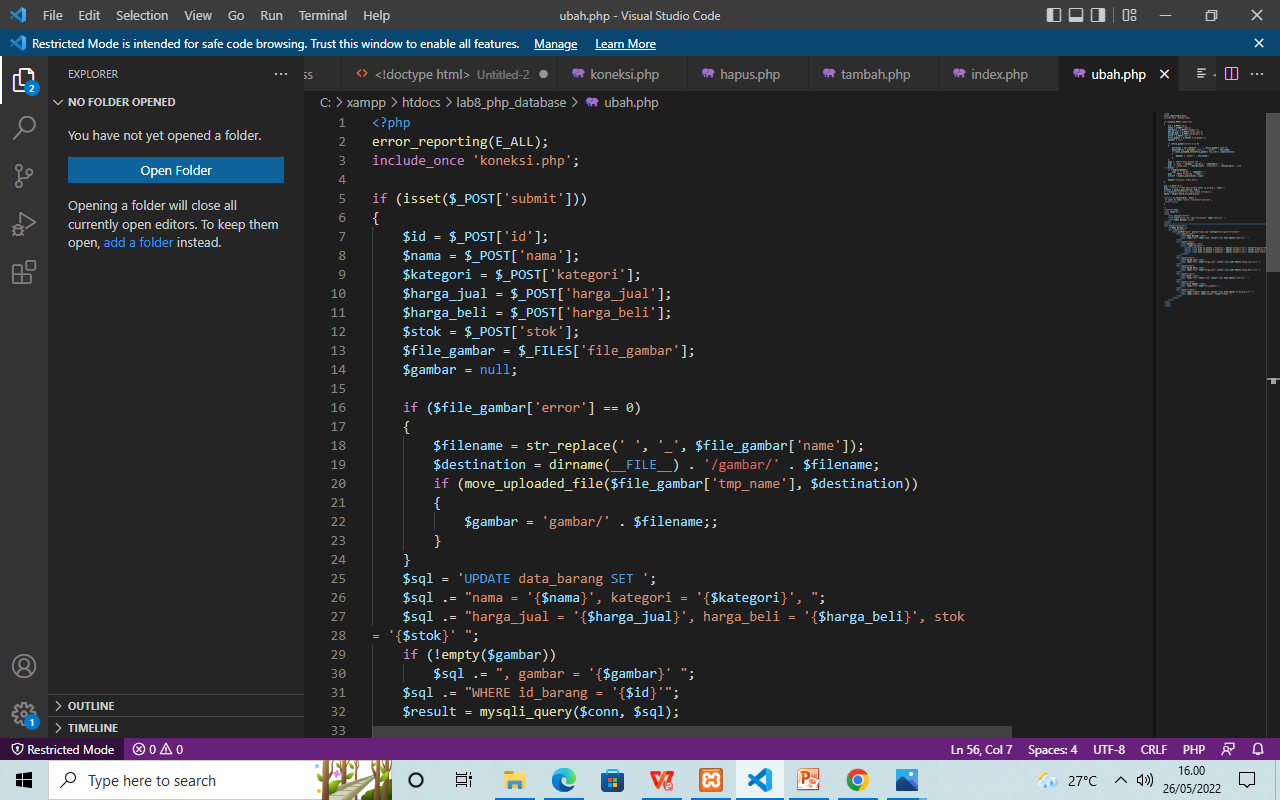 File Edit Selection View Go Run Terminal Help ubah.php - Visual Studio Code
Restricted Mode is intended for safe code browsing. Trust this window to enable all features. Manage Learn More
EXPLORER
ss <!doctype html> Untitled-2 koneksi.php hapus.php tambah.php index.php ubah.php
NO FOLDER OPENED
You have not yet opened a folder.
Open Folder
Opening a folder will close all
currently open editors. To keep them
open, add a folder instead.
OUTLINE
TIMELINE
2
1
C: > xampp > htdocs > lab8_php_database > ubah.php
1 <?php
2 error_reporting(E_ALL);
3 include_once 'koneksi.php';
4
5 if (isset($_POST['submit']))
6 {
7 $id = $_POST['id'];
8 $nama = $_POST['nama'];
9 $kategori = $_POST['kategori'];
10 $harga_jual = $_POST['harga_jual'];
11 $harga_beli = $_POST['harga_beli'];
12 $stok = $_POST['stok'];
13 $file_gambar = $_FILES['file_gambar'];
14 $gambar = null;
15
16 if ($file_gambar['error'] == 0)
17 {
18 $filename = str_replace(' ', '_', $file_gambar['name']);
19 $destination = dirname(__FILE__) . '/gambar/' . $filename;
20 if (move_uploaded_file($file_gambar['tmp_name'], $destination))
21 {
22 $gambar = 'gambar/' . $filename;;
23 }
24 }
25 $sql = 'UPDATE data_barang SET ';
26 $sql .= "nama = '{$nama}', kategori = '{$kategori}', ";
27 $sql .= "harga_jual = '{$harga_jual}', harga_beli = '{$harga_beli}', stok
28 = '{$stok}' ";
29 if (!empty($gambar))
30 $sql .= ", gambar = '{$gambar}' ";
31 $sql .= "WHERE id_barang = '{$id}'";
32 $result = mysqli_query($conn, $sql);
33
Restricted Mode 0 0 Ln 56, Col 7 Spaces: 4 UTF-8 CRLF PHP
Type here to search 27°C 16.00
26/05/2022